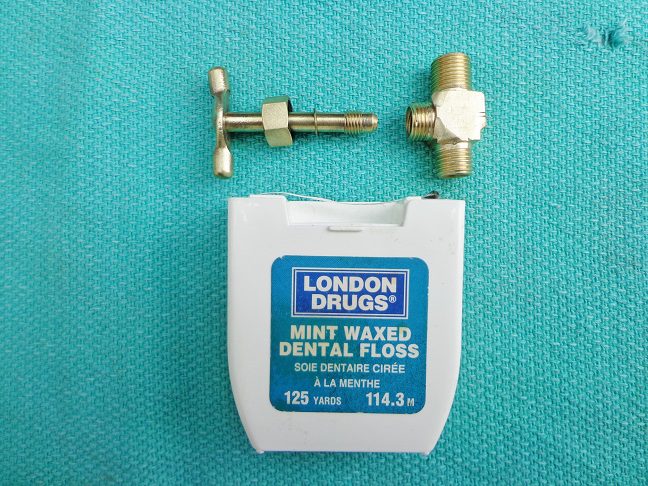 LONDON
DRUGS®
MINT WAXED
DENTAL FLOSS
SOIE DENTAIRE CIRÉE
À LA MENTHE
125 YARDS 114.3 M